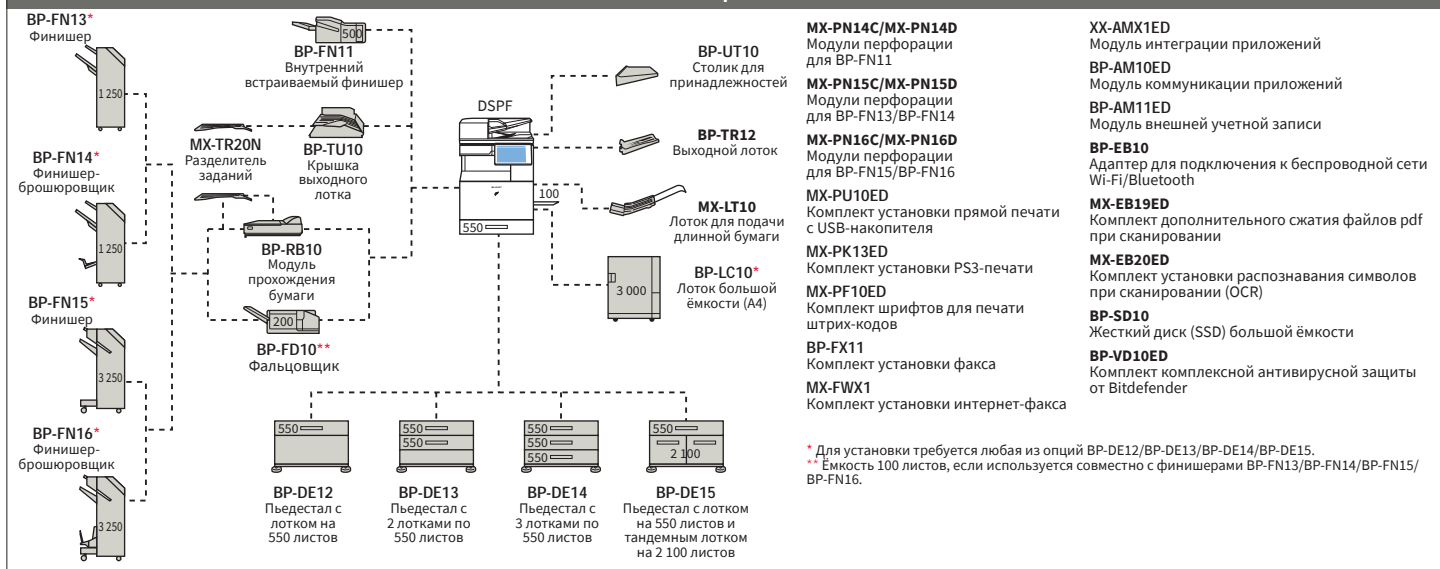 BP-FN13*
Финишер
1 250
BP-FN14*
Финишер-
брошюровщик
1 250
BP-FN15*
Финишер
3 250
BP-FN16*
Финишер-
брошюровщик
3 250
500
BP-FN11
Внутренний
встраиваемый финишер
MX-TR20N
Разделитель
заданий
BP-TU10
Крышка
выходного
лотка
BP-RB10
Модуль
прохождения
бумаги
200
BP-FD10**
Фальцовщик
DSPF
100
550
BP-UT10
Столик для
принадлежностей
BP-TR12
Выходной лоток
MX-LT10
Лоток для подачи
длинной бумаги
3 000
BP-LC10*
Лоток большой
ёмкости (А4)
550
BP-DE12
Пьедестал с
лотком на
550 листов
550
550
BP-DE13
Пьедестал с
2 лотками по
550 листов
550
550
550
BP-DE14
Пьедестал с
3 лотками по
550 листов
550
2 100
BP-DE15
Пьедестал с лотком
на 550 листов и
тандемным лотком
на 2 100 листов
MX-PN14C/MX-PN14D
Модули перфорации
для BP-FN11
MX-PN15C/MX-PN15D
Модули перфорации
для BP-FN13/BP-FN14
MX-PN16C/MX-PN16D
Модули перфорации
для BP-FN15/BP-FN16
MX-PU10ED
Комплект установки прямой печати
с USB-накопителя
MX-PK13ED
Комплект установки PS3-печати
MX-PF10ED
Комплект шрифтов для печати
штрих-кодов
BP-FX11
Комплект установки факса
MX-FWX1
Комплект установки интернет-факса
XX-AMX1ED
Модуль интеграции приложений
BP-AM10ED
Модуль коммуникации приложений
BP-AM11ED
Модуль внешней учетной записи
BP-EB10
Адаптер для подключения к беспроводной сети
Wi-Fi/Bluetooth
MX-EB19ED
Комплект дополнительного сжатия файлов pdf
при сканировании
MX-EB20ED
Комплект установки распознавания символов
при сканировании (OCR)
BP-SD10
Жесткий диск (SSD) большой ёмкости
BP-VD10ED
Комплект комплексной антивирусной защиты
от Bitdefender
* Для установки требуется любая из опций BP-DE12/BP-DE13/BP-DE14/BP-DE15.
** Ёмкость 100 листов, если используется совместно с финишерами BP-FN13/BP-FN14/BP-FN15/
BP-FN16.